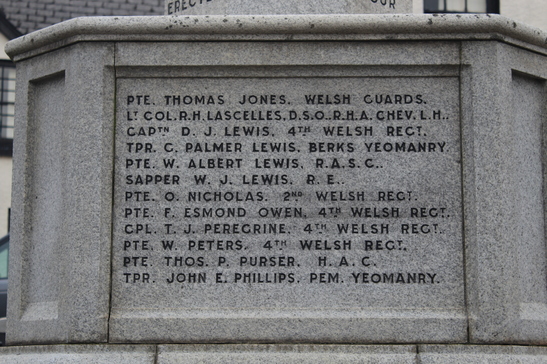 ERECTE
OUR
PTE. THOMAS JONES. WELSH GUARDS.
LT COL. R.H. LASCELLES, D.S.O., R.H.A. CHEV. L.H..
CAPTN D. J. LEWIS. 4TH WELSH REGT.
TPR. C. PALMER LEWIS. BERKS YEOMANRY.
PTE. W. ALBERT LEWIS. R.A.S.C..
SAPPER W. J. LEWIS. R. E..
PTE. O. NICHOLAS. 2ND WELSH REGT.
PTE. F. ESMOND OWEN. 4TH WELSH REGT.
CPL. T. J. PEREGRINE. 4TH WELSH REGT.
PTE. W. PETERS. 4TH WELSH REGT.
PTE. THOS. P. PURSER. H. A. C.
TPR. JOHN E. PHILLIPS. PEM. YEOMANRY.